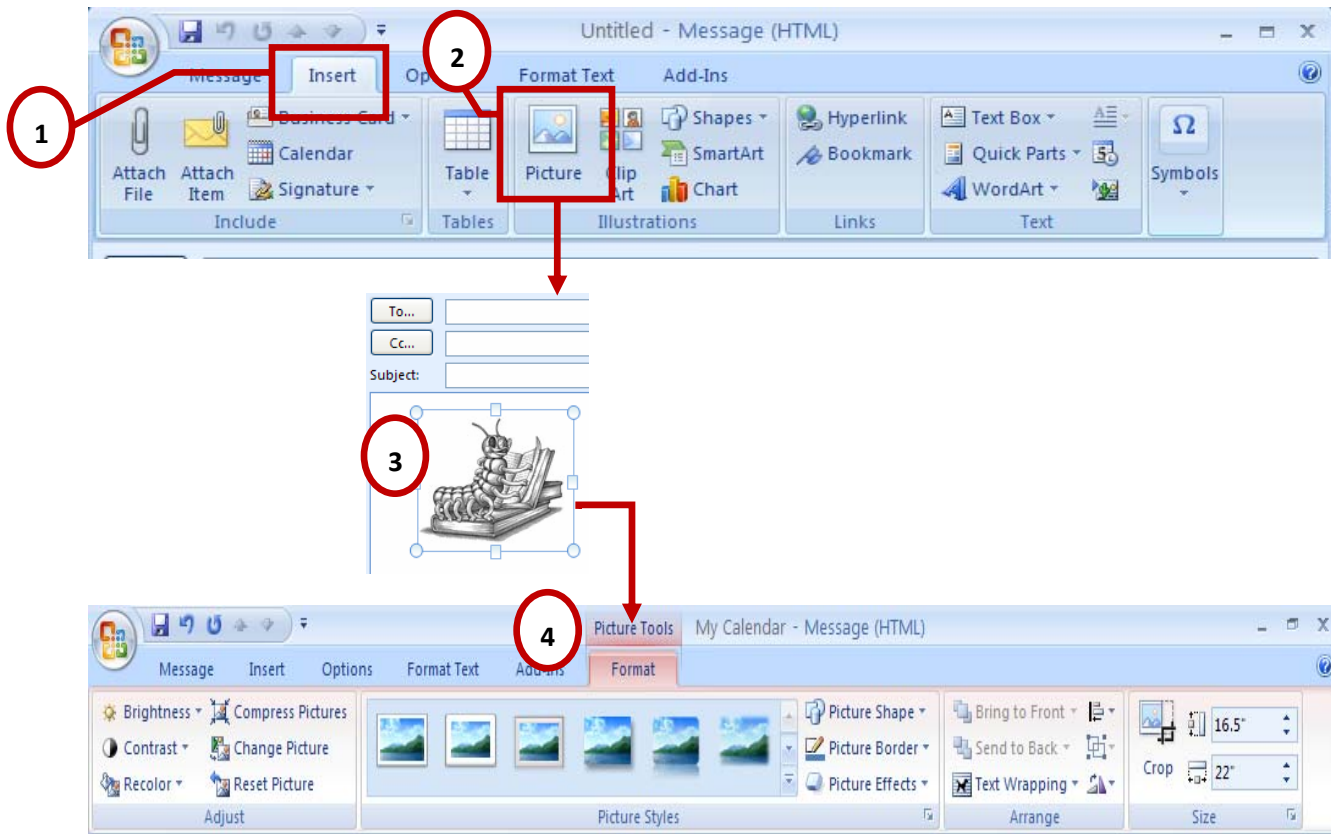 Untitled - Message (HTML)
1
2
Message Insert Op Format Text Add-Ins
Attach File
Attach Item
Business Card
Calendar
Signature
Include
Table
Tables
Picture
Clip Art
Shapes
SmartArt
Chart
Illustrations
Hyperlink
Bookmark
Links
Text Box
Quick Parts
WordArt
Text
Ω
Symbols
To...
Cc...
Subject:
3
4
Picture Tools My Calendar - Message (HTML)
Message Insert Options Format Text Add-Ins Format
Brightness
Contrast
Recolor
Compress Pictures
Change Picture
Reset Picture
Adjust
Picture Shape
Picture Border
Picture Effects
Picture Styles
Bring to Front
Send to Back
Text Wrapping
Arrange
Crop
16.5"
22"
Size